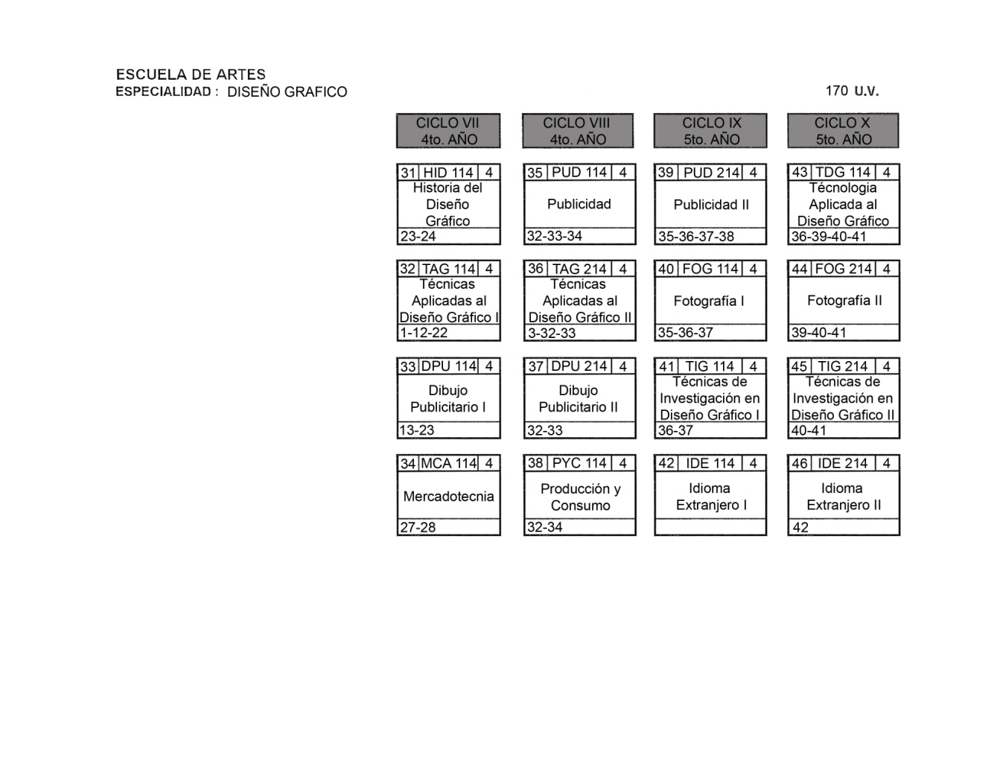 ESCUELA DE ARTES
ESPECIALIDAD : DISEÑO GRAFICO
170 U.V.
CICLO VII
4to. AÑO
CICLO VIII
4to. AÑO
CICLO IX
5to. AÑO
CICLO X
5to. AÑO
31 HID 114 4
Historia del
Diseño
Gráfico
23-24
35 PUD 114 4
Publicidad
32-33-34
39 PUD 214 4
Publicidad II
35-36-37-38
43 TDG 114 4
Técnologia
Aplicada al
Diseño Gráfico
36-39-40-41
32 TAG 114 4
Técnicas
Aplicadas al
Diseño Gráfico I
1-12-22
36 TAG 214 4
Técnicas
Aplicadas al
Diseño Gráfico II
3-32-33
40 FOG 114 4
Fotografía I
35-36-37
44 FOG 214 4
Fotografía II
39-40-41
33 DPU 114 4
Dibujo
Publicitario I
13-23
37 DPU 214 4
Dibujo
Publicitario II
32-33
41 TIG 114 4
Técnicas de
Investigación en
Diseño Gráfico I
36-37
45 TIG 214 4
Técnicas de
Investigación en
Diseño Gráfico II
40-41
34 MCA 114 4
Mercadotecnia
27-28
38 PYC 114 4
Producción y
Consumo
32-34
42 IDE 114 4
Idioma
Extranjero I
46 IDE 214 4
Idioma
Extranjero II
42